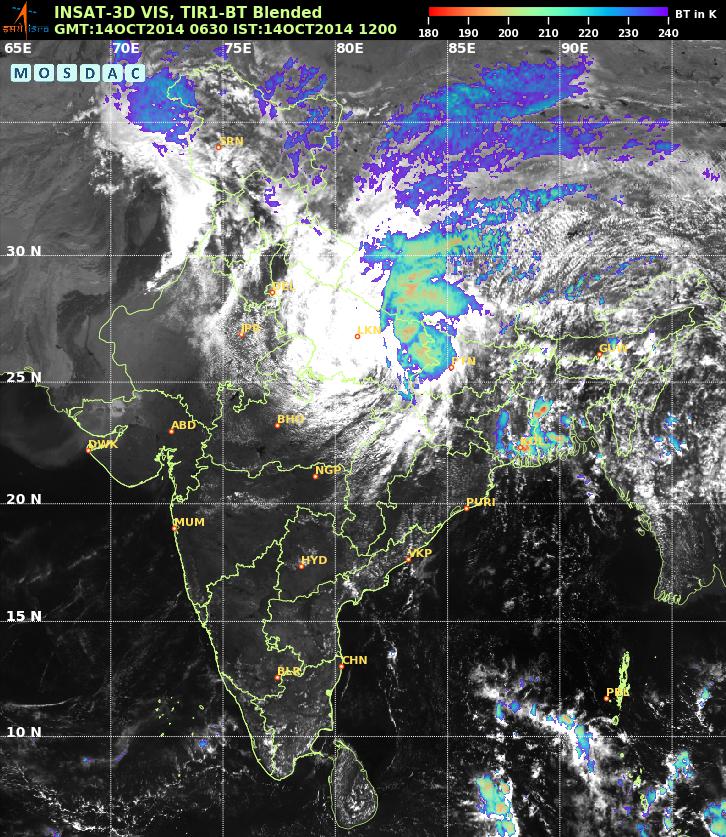 INSAT-3D VIS, TIR1-BT Blended
GMT:14OCT2014 0630 IST:14OCT2014 1200
BT in K
180 190 200 210 220 230 240
65E 70E 75E 80E 85E 90E
MOSDAC
SRN
30 N
DEL
JPR
LKN
GUW
PTN
25 N
ABD
BHO
DWK
NGP
20 N
PURI
MUM
VKP
HYD
15 N
CHN
BLR
10 N